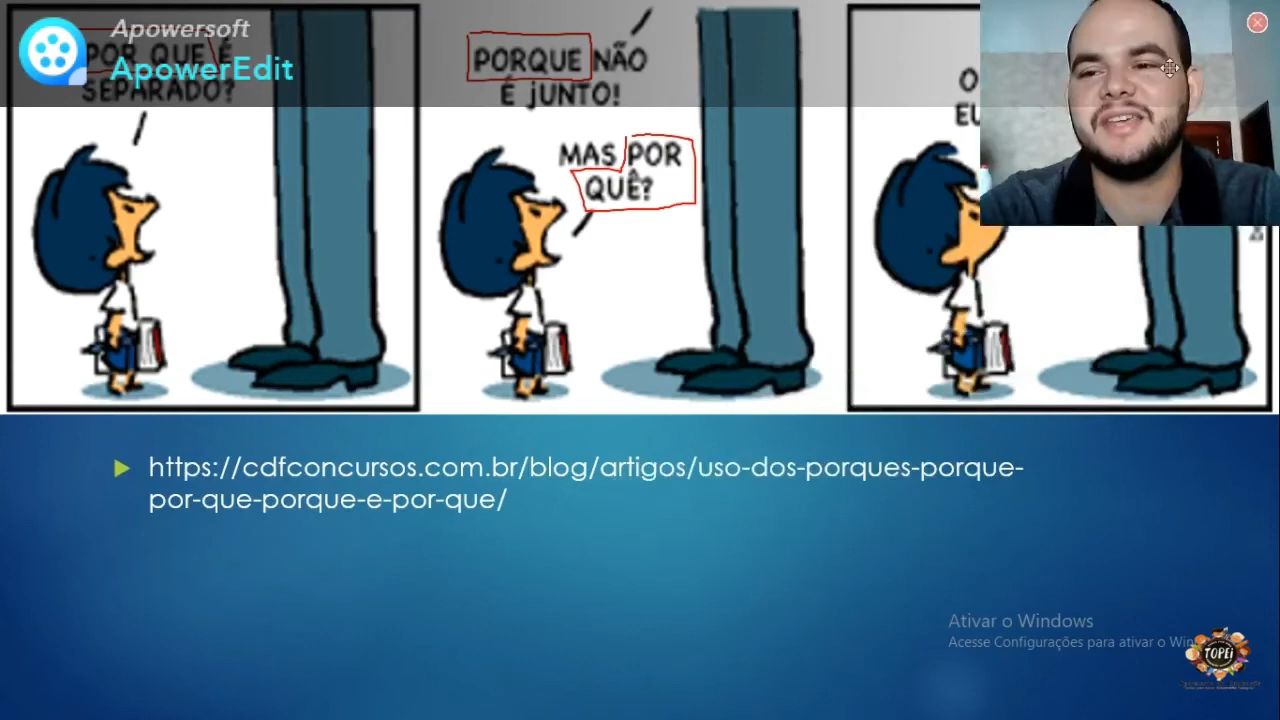 Apowersoft
ApowerEdit
POR QUE É
SEPARADO?
PORQUE NÃO
É JUNTO!
MAS POR
QUÊ?
O
EU
https://cdfconcursos.com.br/blog/artigos/uso-dos-porques-porque-
por-que-porque-e-por-que/
Ativar o Windows
Acesse Configurações para ativar o Win
TOPEi